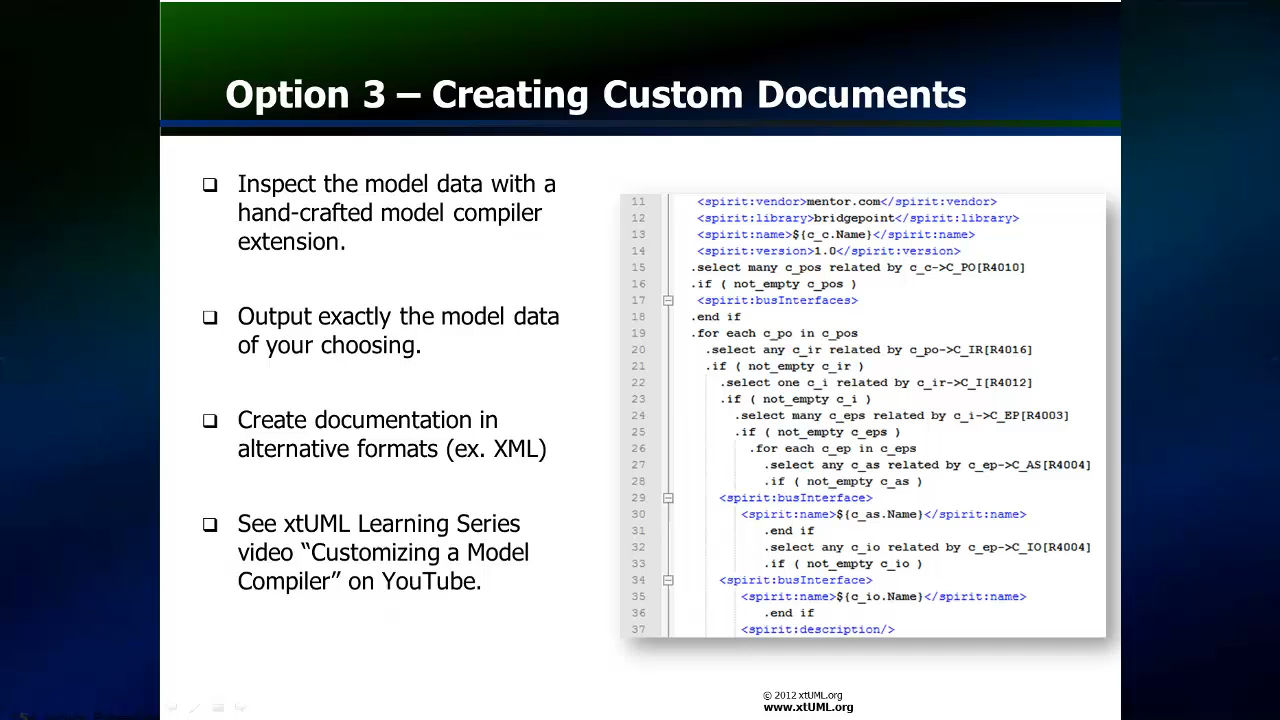 Option 3 – Creating Custom Documents
❑ Inspect the model data with a
hand-crafted model compiler
extension.
❑ Output exactly the model data
of your choosing.
❑ Create documentation in
alternative formats (ex. XML)
❑ See xtUML Learning Series
video “Customizing a Model
Compiler” on YouTube.
11 <spirit:vendor>mentor.com</spirit:vendor>
12 <spirit:library>bridgepoint</spirit:library>
13 <spirit:name>${c_c.Name}</spirit:name>
14 <spirit:version>1.0</spirit:version>
15 .select many c_pos related by c_c->C_PO[R4010]
16 .if ( not_empty c_pos )
17 <spirit:busInterfaces>
18 .end if
19 .for each c_po in c_pos
20 .select any c_ir related by c_po->C_IR[R4016]
21 .if ( not_empty c_ir )
22 .select one c_i related by c_ir->C_I[R4012]
23 .if ( not_empty c_i )
24 .select many c_eps related by c_i->C_EP[R4003]
25 .if ( not_empty c_eps )
26 .for each c_ep in c_eps
27 .select any c_as related by c_ep->C_AS[R4004]
28 .if ( not_empty c_as )
29 <spirit:busInterface>
30 <spirit:name>${c_as.Name}</spirit:name>
31 .end if
32 .select any c_io related by c_ep->C_IO[R4004]
33 .if ( not_empty c_io )
34 <spirit:busInterface>
35 <spirit:name>${c_io.Name}</spirit:name>
36 .end if
37 <spirit:description/>
© 2012 xtUML.org
www.xtUML.org